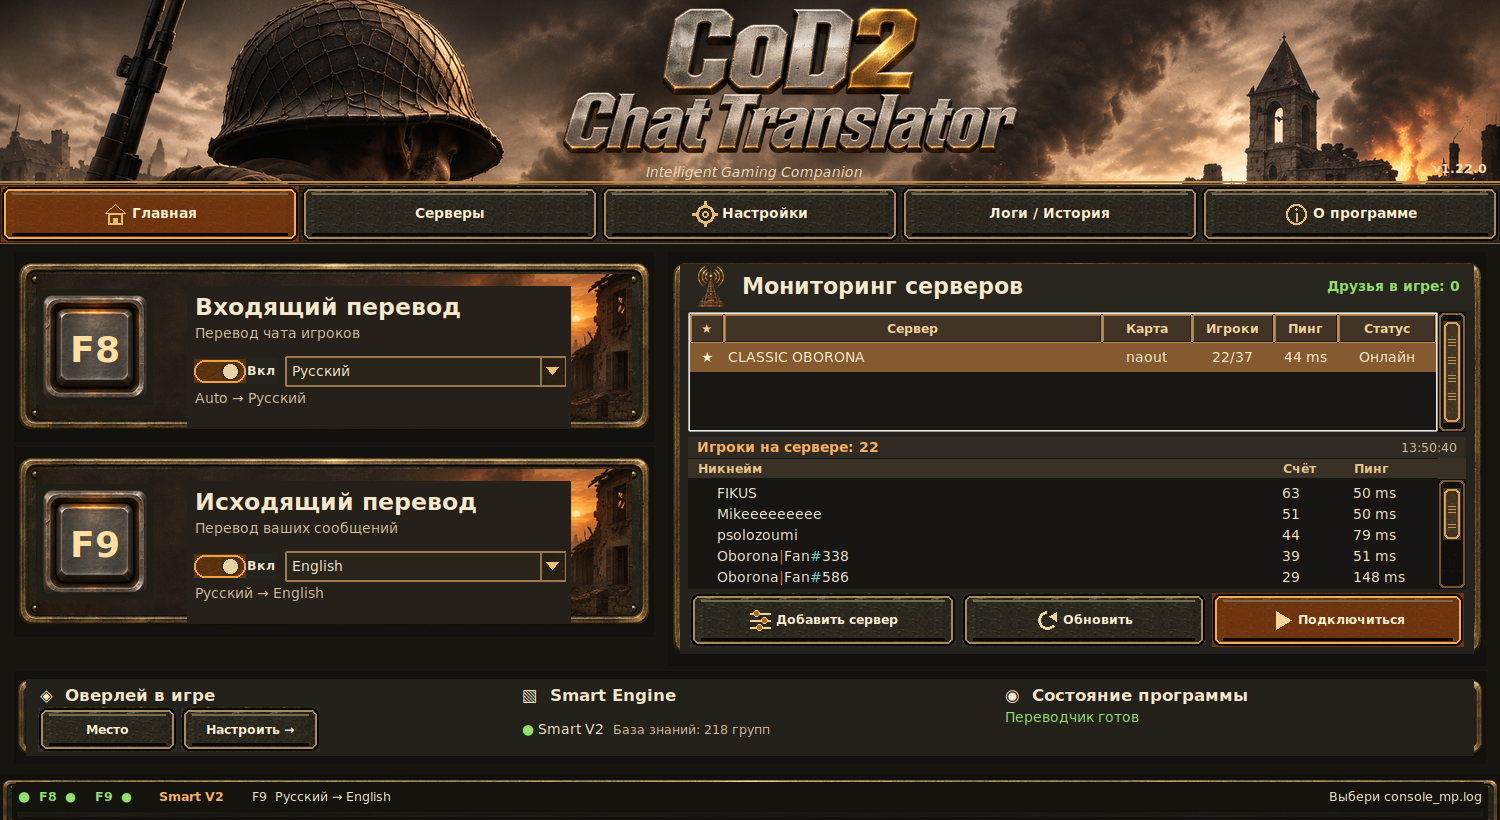 CoD2
Chat Translator
Intelligent Gaming Companion
v1.22.0
Главная
Серверы
Настройки
Логи / История
О программе
F8
Входящий перевод
Перевод чата игроков
Вкл
Русский
Auto → Русский
F9
Исходящий перевод
Перевод ваших сообщений
Вкл
English
Русский → English
Мониторинг серверов
Друзья в игре: 0
★ Сервер Карта Игроки Пинг Статус
★ CLASSIC OBORONA naout 22/37 44 ms Онлайн
Игроки на сервере: 22 13:50:40
Никнейм Счёт Пинг
FIKUS 63 50 ms
Mikeeeeeeeee 51 50 ms
psolozoumi 44 79 ms
Oborona|Fan#338 39 51 ms
Oborona|Fan#586 29 148 ms
Добавить сервер
Обновить
Подключиться
Оверлей в игре
Место
Настроить →
Smart Engine
Smart V2 База знаний: 218 групп
Состояние программы
Переводчик готов
● F8 ● F9 ● Smart V2 F9 Русский → English
Выбери console_mp.log